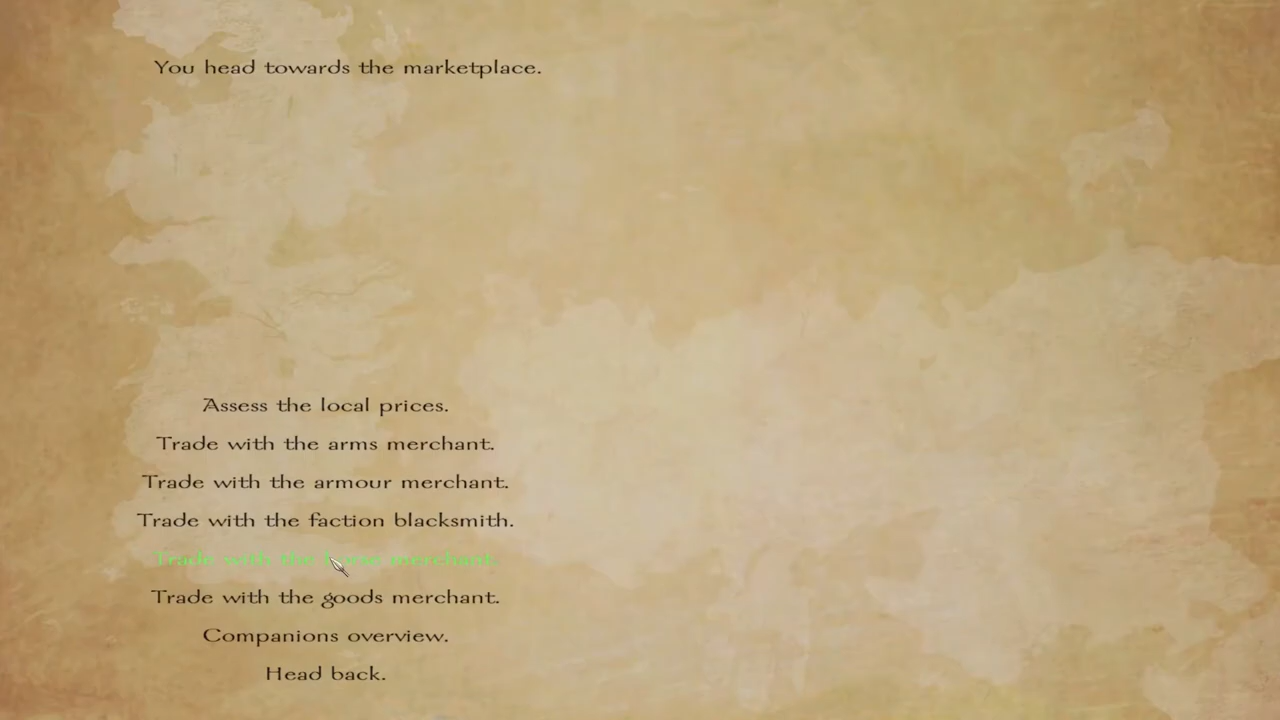 You head towards the marketplace.
Assess the local prices.
Trade with the arms merchant.
Trade with the armour merchant.
Trade with the faction blacksmith.
Trade with the horse merchant.
Trade with the goods merchant.
Companions overview.
Head back.